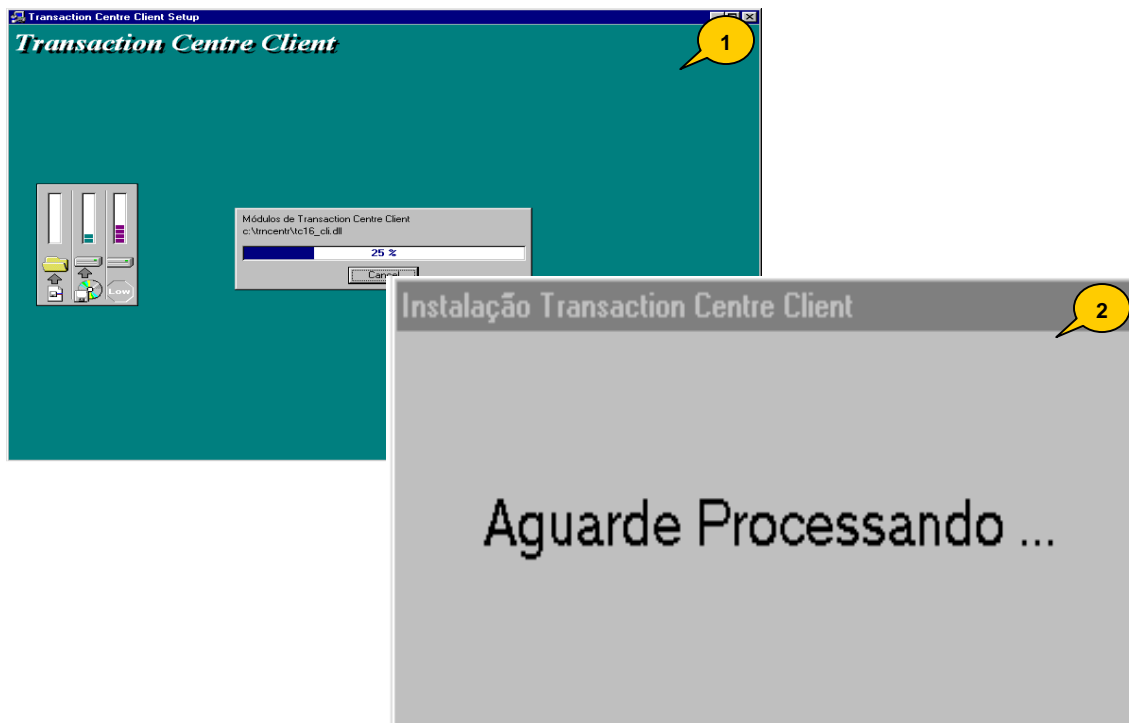 Transaction Centre Client Setup
Transaction Centre Client
1
Módulos de Transaction Centre Client
c:\trncentr\tc16_cli.dll
25 %
Cancel
Low
Instalação Transaction Centre Client
2
Aguarde Processando ...